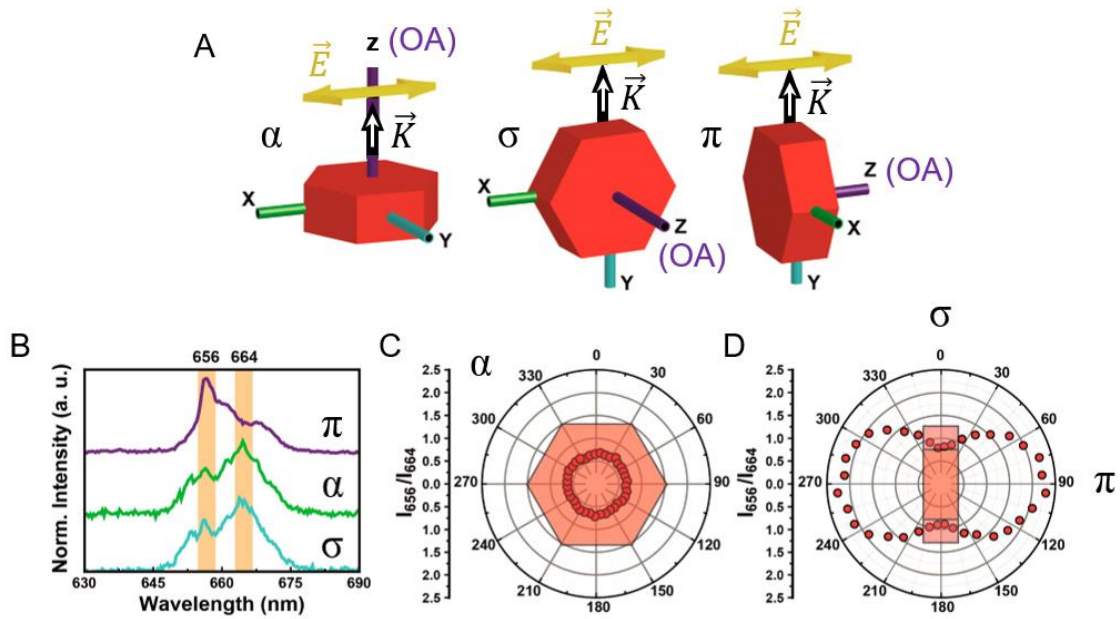 A
E
K
z (OA)
α
X
Y
E
K
σ
X
Z
(OA)
Y
E
K
π
Z (OA)
X
Y
B
656 664
Norm. Intensity (a. u.)
π
α
σ
630 645 660 675 690
Wavelength (nm)
C
α
I656/I664
2.5
2.0
1.5
1.0
0.5
0.0
0.5
1.0
1.5
2.0
2.5
0
30
60
90
120
150
180
210
240
270
300
330
D
σ
π
I656/I664
2.5
2.0
1.5
1.0
0.5
0.0
0.5
1.0
1.5
2.0
2.5
0
30
60
90
120
150
180
210
240
270
300
330